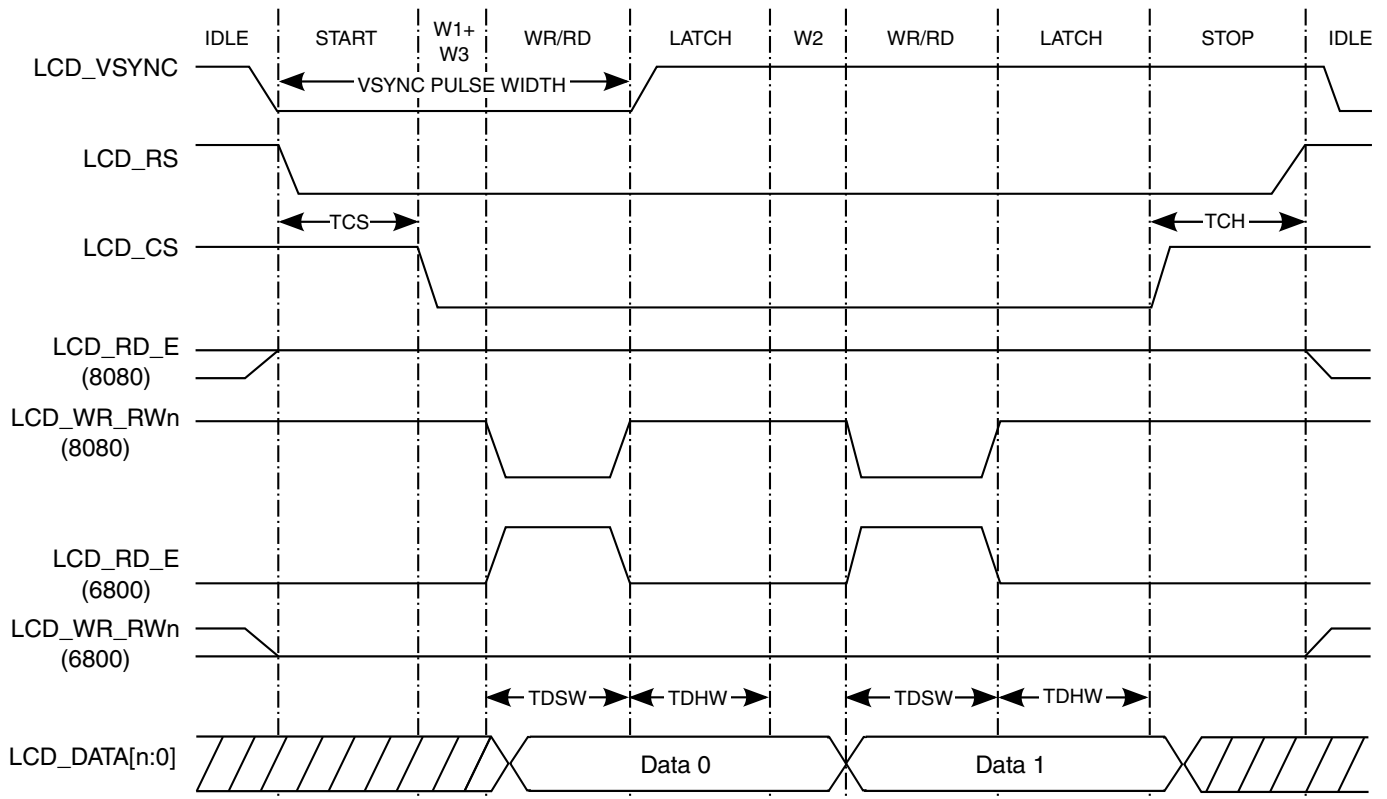 IDLE START W1+ WR/RD LATCH W2 WR/RD LATCH STOP IDLE
W3
LCD_VSYNC
VSYNC PULSE WIDTH
LCD_RS
TCS TCH
LCD_CS
LCD_RD_E
(8080)
LCD_WR_RWn
(8080)
LCD_RD_E
(6800)
LCD_WR_RWn
(6800)
TDSW TDHW TDSW TDHW
LCD_DATA[n:0] Data 0 Data 1